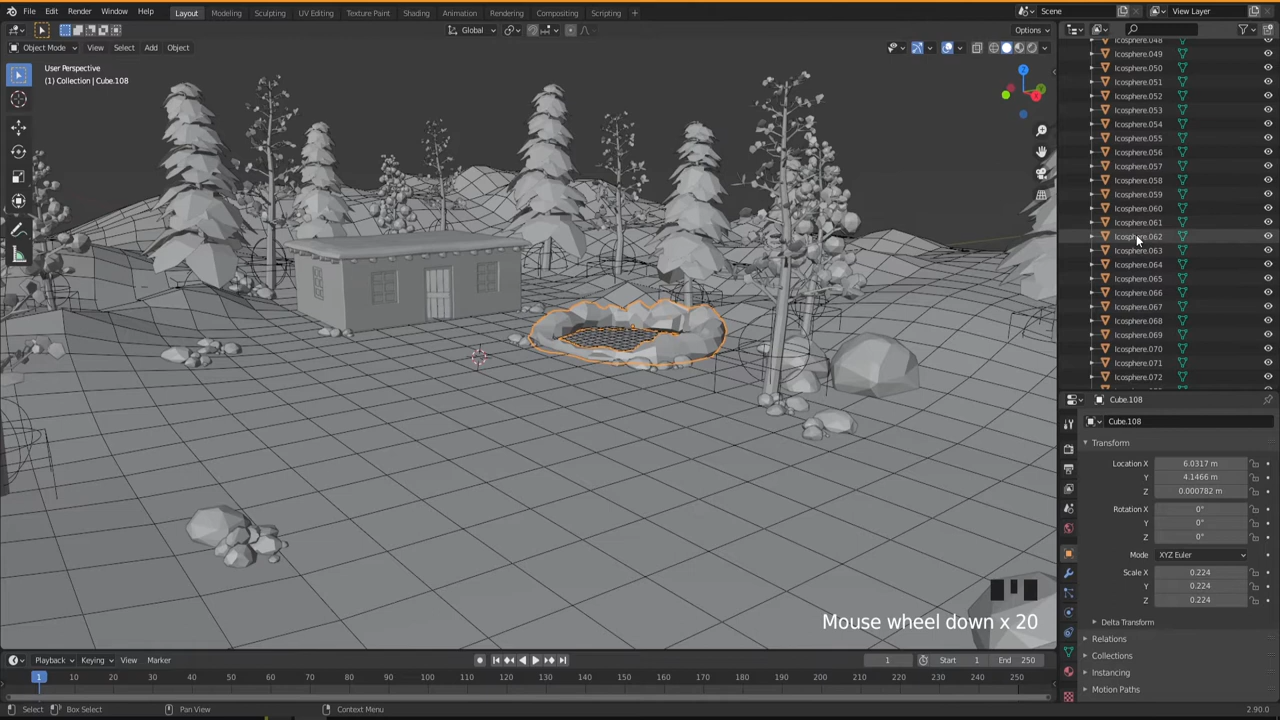 File Edit Render Window Help Layout Modeling Sculpting UV Editing Texture Paint Shading Animation Rendering Compositing Scripting + Scene View Layer
Global Options
Object Mode View Select Add Object
User Perspective
(1) Collection | Cube.108
Z
Icosphere.048
Icosphere.049
Icosphere.050
Icosphere.051
Icosphere.052
Icosphere.053
Icosphere.054
Icosphere.055
Icosphere.056
Icosphere.057
Icosphere.058
Icosphere.059
Icosphere.060
Icosphere.061
Icosphere.062
Icosphere.063
Icosphere.064
Icosphere.065
Icosphere.066
Icosphere.067
Icosphere.068
Icosphere.069
Icosphere.070
Icosphere.071
Icosphere.072
Cube.108
Cube.108
Transform
Location X 6.0317 m
Y 4.1466 m
Z 0.000782 m
Rotation X 0°
Y 0°
Z 0°
Mode XYZ Euler
Scale X 0.224
Y 0.224
Z 0.224
Delta Transform
Relations
Collections
Instancing
Motion Paths
Mouse wheel down x 20
Playback Keying View Marker 1 Start 1 End 250
1 10 20 30 40 50 60 70 80 90 100 110 120 130 140 150 160 170 180 190 200 210 220 230 240 250
Select Box Select Pan View Context Menu 2.90.0